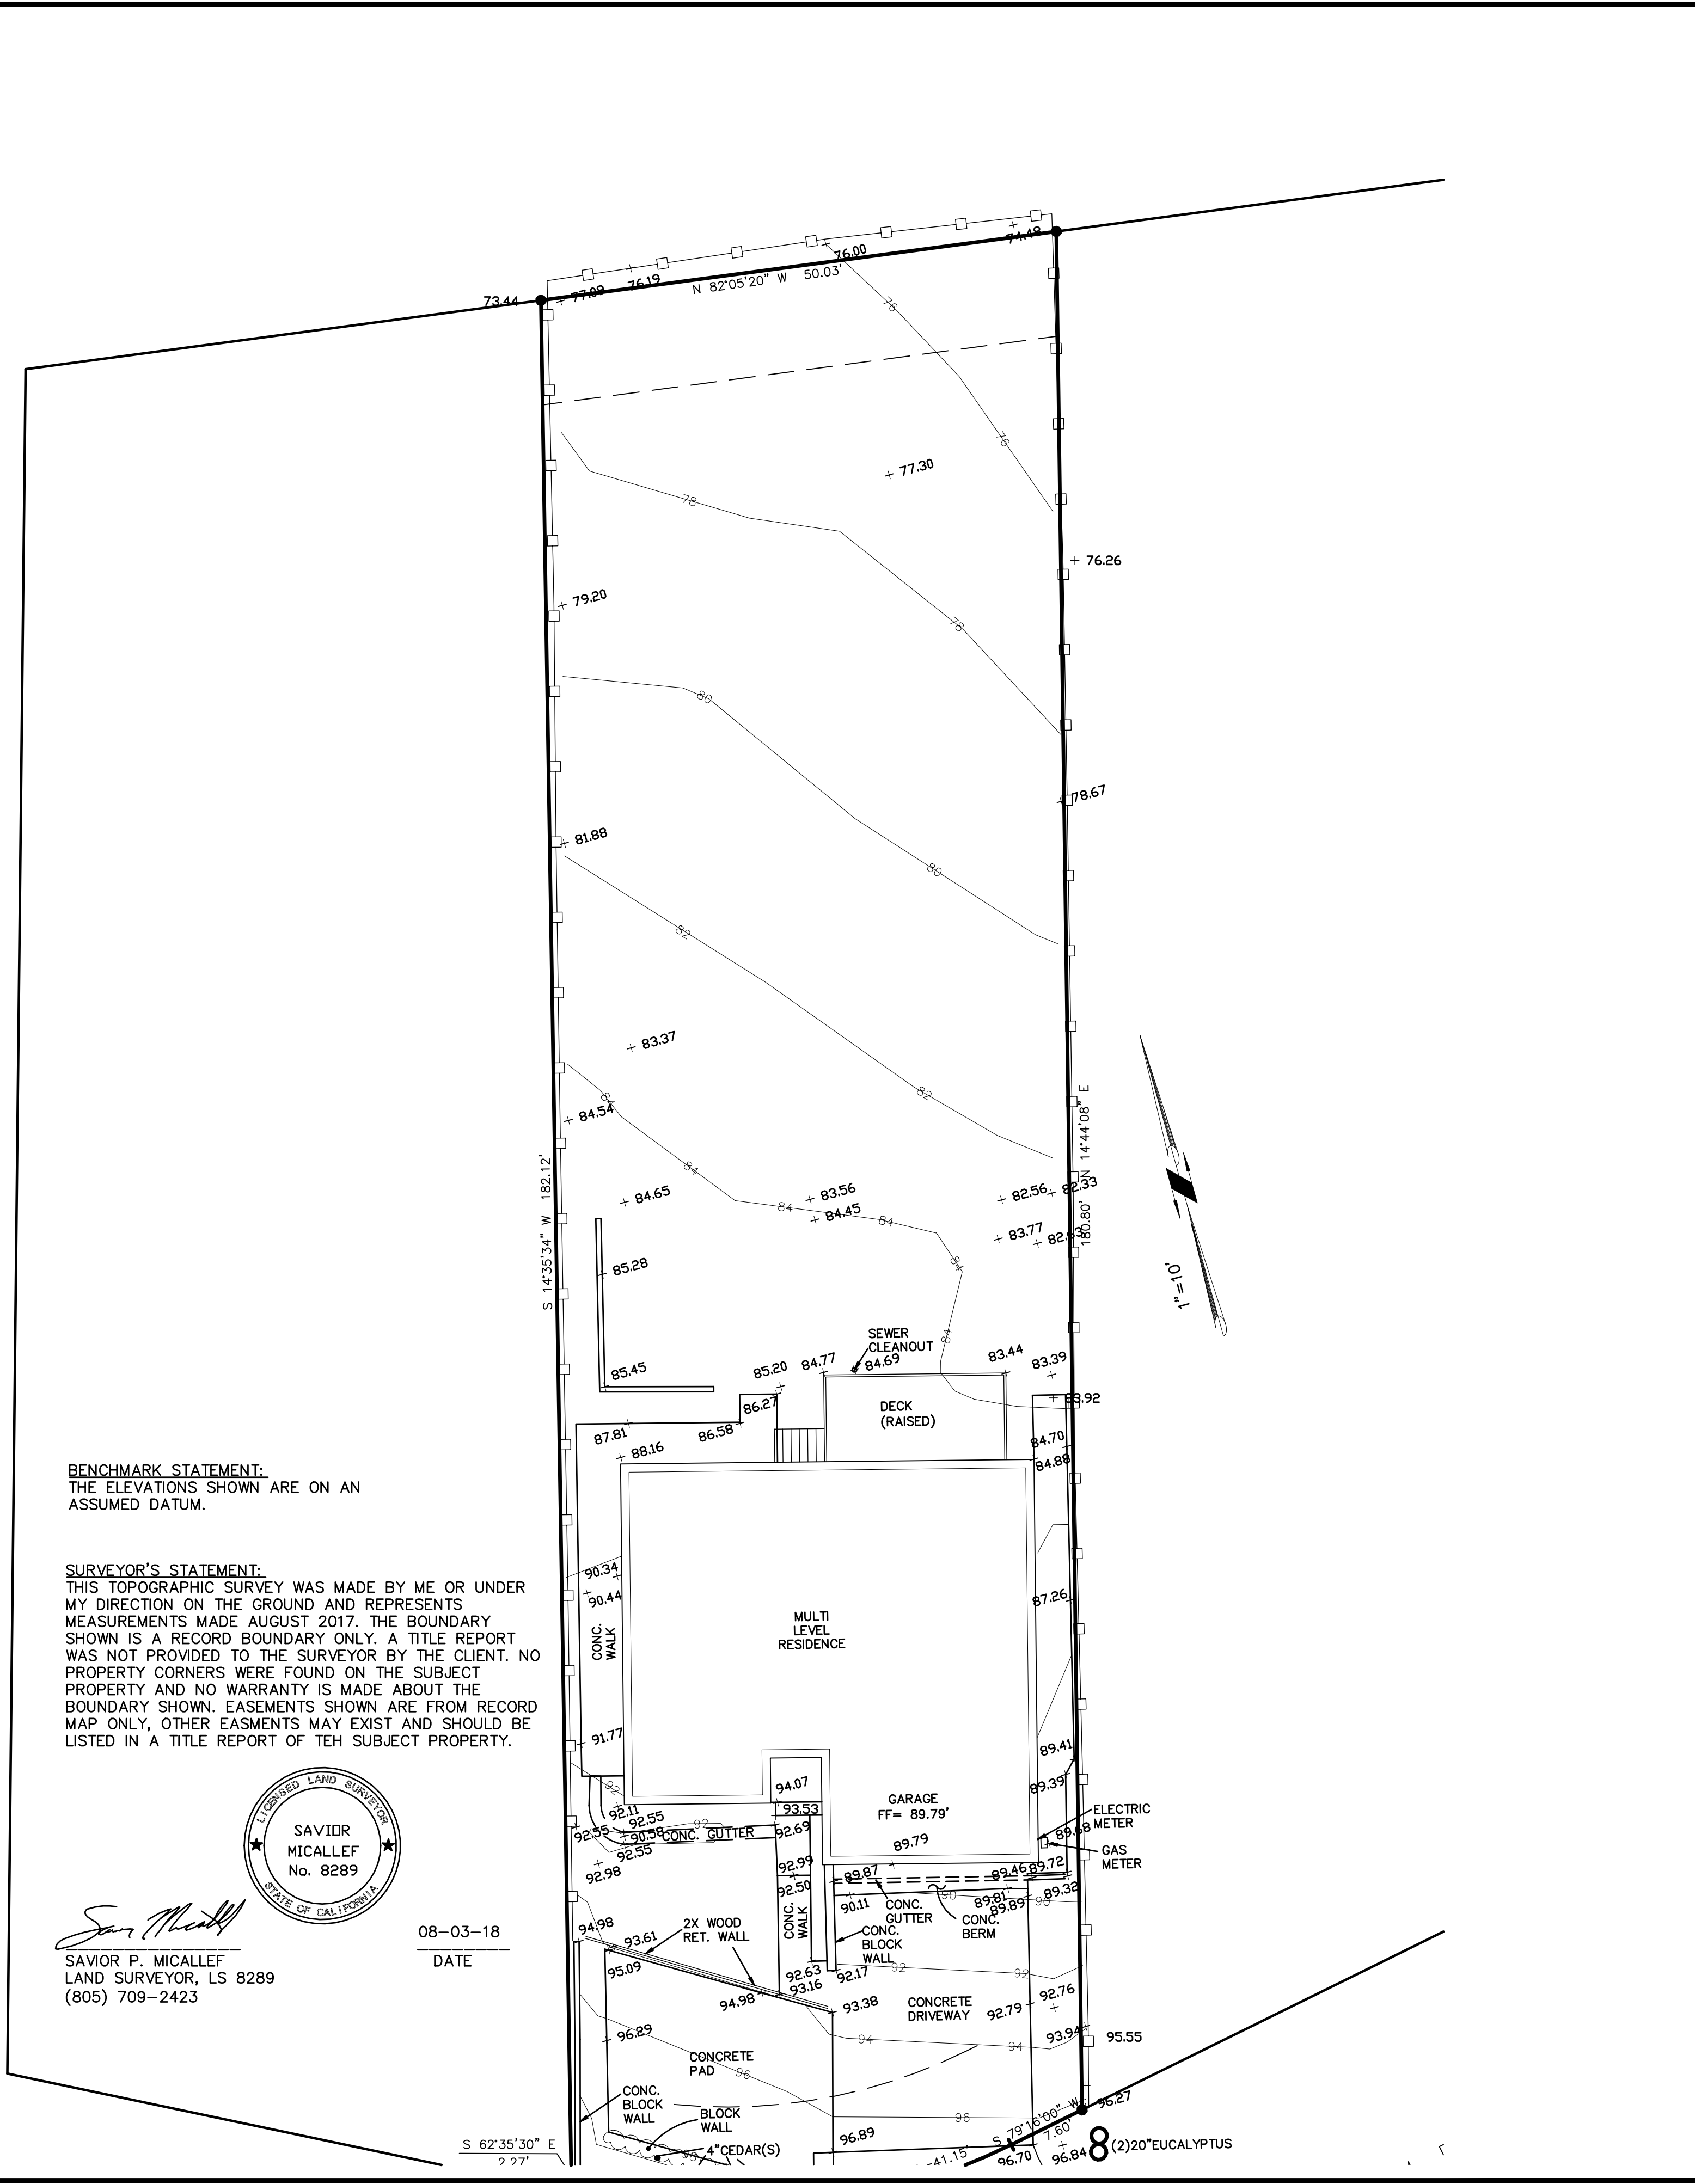 74.48
76.00
76.19
77.09
73.44
N 82°05'20" W 50.03'
76
76
77.30
78
76.26
79.20
78
80
78.67
81.88
80
82
83.37
82
84
84.54
N 14°44'08" E
180.80'
S 14°35'34" W 182.12'
84
84.65
83.56
82.56
82.33
84
84.45
84
83.77
82.63
84
85.28
1"=10'
84
SEWER
CLEANOUT
84.69
84.77
85.20
83.44
83.39
85.45
83.92
86.27
DECK
(RAISED)
87.81
86.58
88.16
84.70
84.88
BENCHMARK STATEMENT:
THE ELEVATIONS SHOWN ARE ON AN
ASSUMED DATUM.
SURVEYOR'S STATEMENT:
THIS TOPOGRAPHIC SURVEY WAS MADE BY ME OR UNDER
MY DIRECTION ON THE GROUND AND REPRESENTS
MEASUREMENTS MADE AUGUST 2017. THE BOUNDARY
SHOWN IS A RECORD BOUNDARY ONLY. A TITLE REPORT
WAS NOT PROVIDED TO THE SURVEYOR BY THE CLIENT. NO
PROPERTY CORNERS WERE FOUND ON THE SUBJECT
PROPERTY AND NO WARRANTY IS MADE ABOUT THE
BOUNDARY SHOWN. EASEMENTS SHOWN ARE FROM RECORD
MAP ONLY, OTHER EASMENTS MAY EXIST AND SHOULD BE
LISTED IN A TITLE REPORT OF TEH SUBJECT PROPERTY.
90.34
90.44
CONC.
WALK
MULTI
LEVEL
RESIDENCE
87.26
91.77
89.41
89.39
92
94.07
93.53
GARAGE
FF= 89.79'
89.79
ELECTRIC
METER
89.68
GAS
METER
92.11
92.55
92
92.55
90.58
CONC. GUTTER
92.69
92.55
92.98
92.99
92.50
89.87
89.46
89.72
89.32
90.11
90
89.81
89.89
90
CONC.
GUTTER
CONC.
BERM
CONC.
WALK
CONC.
BLOCK
WALL
LICENSED LAND SURVEYOR
SAVIOR
MICALLEF
No. 8289
STATE OF CALIFORNIA
08-03-18
DATE
SAVIOR P. MICALLEF
LAND SURVEYOR, LS 8289
(805) 709-2423
94.98
93.61
2X WOOD
RET. WALL
95.09
92.63
92.17
93.16
94.98
93.38
92
92
92.76
92.79
CONCRETE
DRIVEWAY
93.94
95.55
96.29
94
94
CONCRETE
PAD
96
CONC.
BLOCK
WALL
BLOCK
WALL
4"CEDAR(S)
98
96
96.27
S 79°16'00" W
7.60'
96.89
41.15'
96.70
96.84
(2)20"EUCALYPTUS
S 62°35'30" E
2.27'